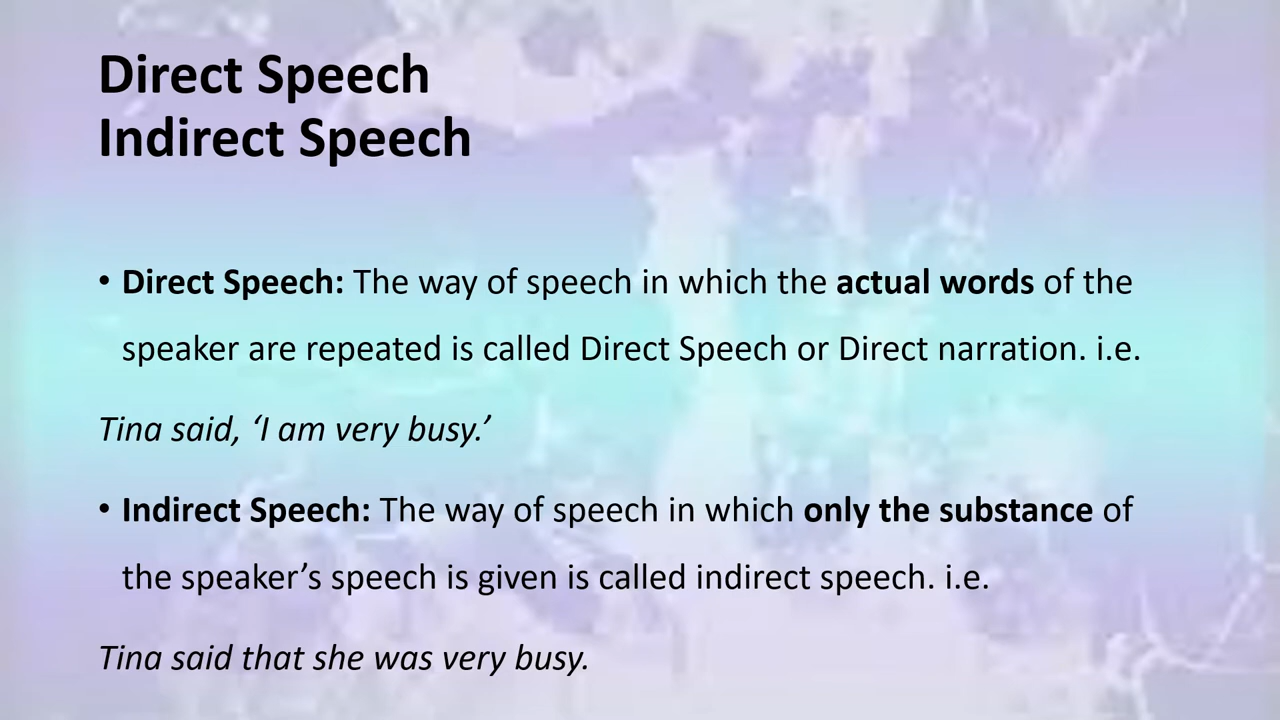 Direct Speech
Indirect Speech
• Direct Speech: The way of speech in which the actual words of the
speaker are repeated is called Direct Speech or Direct narration. i.e.
Tina said, ‘I am very busy.’
• Indirect Speech: The way of speech in which only the substance of
the speaker’s speech is given is called indirect speech. i.e.
Tina said that she was very busy.